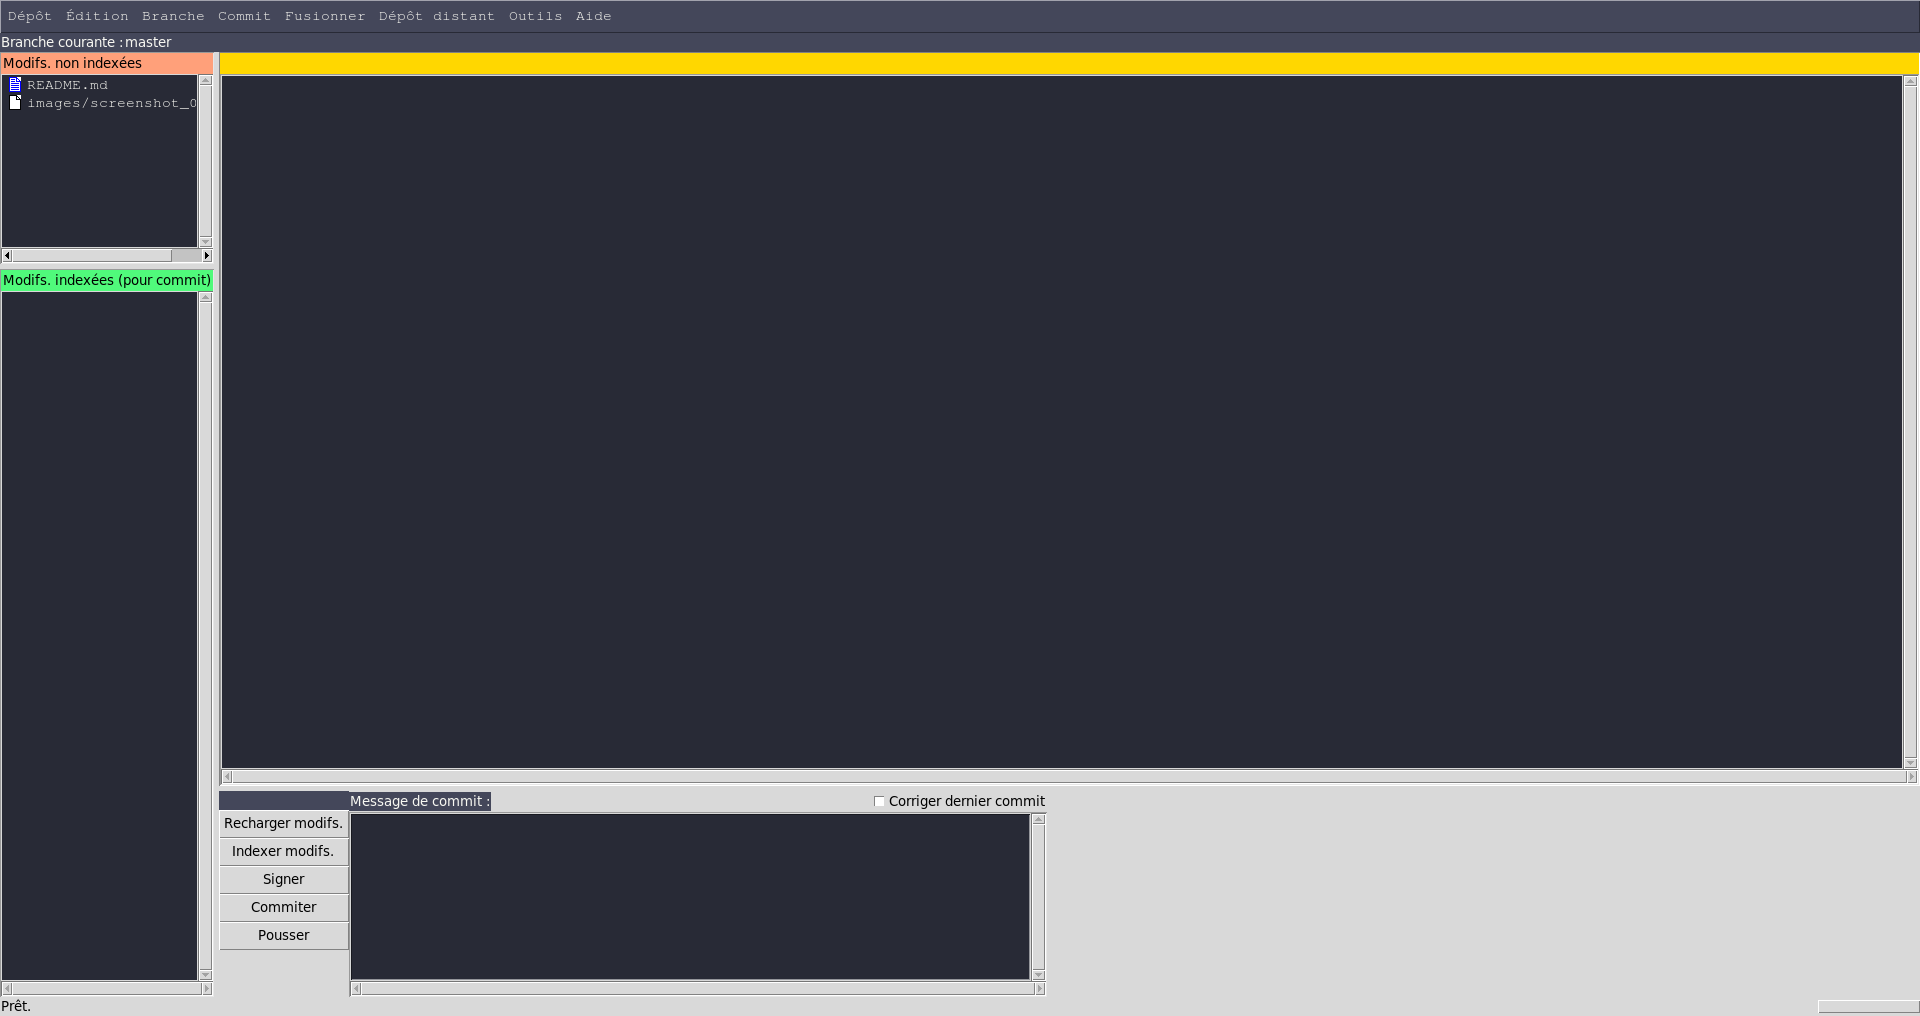 Dépôt Édition Branche Commit Fusionner Dépôt distant Outils Aide
Branche courante : master
Modifs. non indexées
README.md
images/screenshot_0
Modifs. indexées (pour commit)
Message de commit :
Corriger dernier commit
Recharger modifs.
Indexer modifs.
Signer
Commiter
Pousser
Prêt.